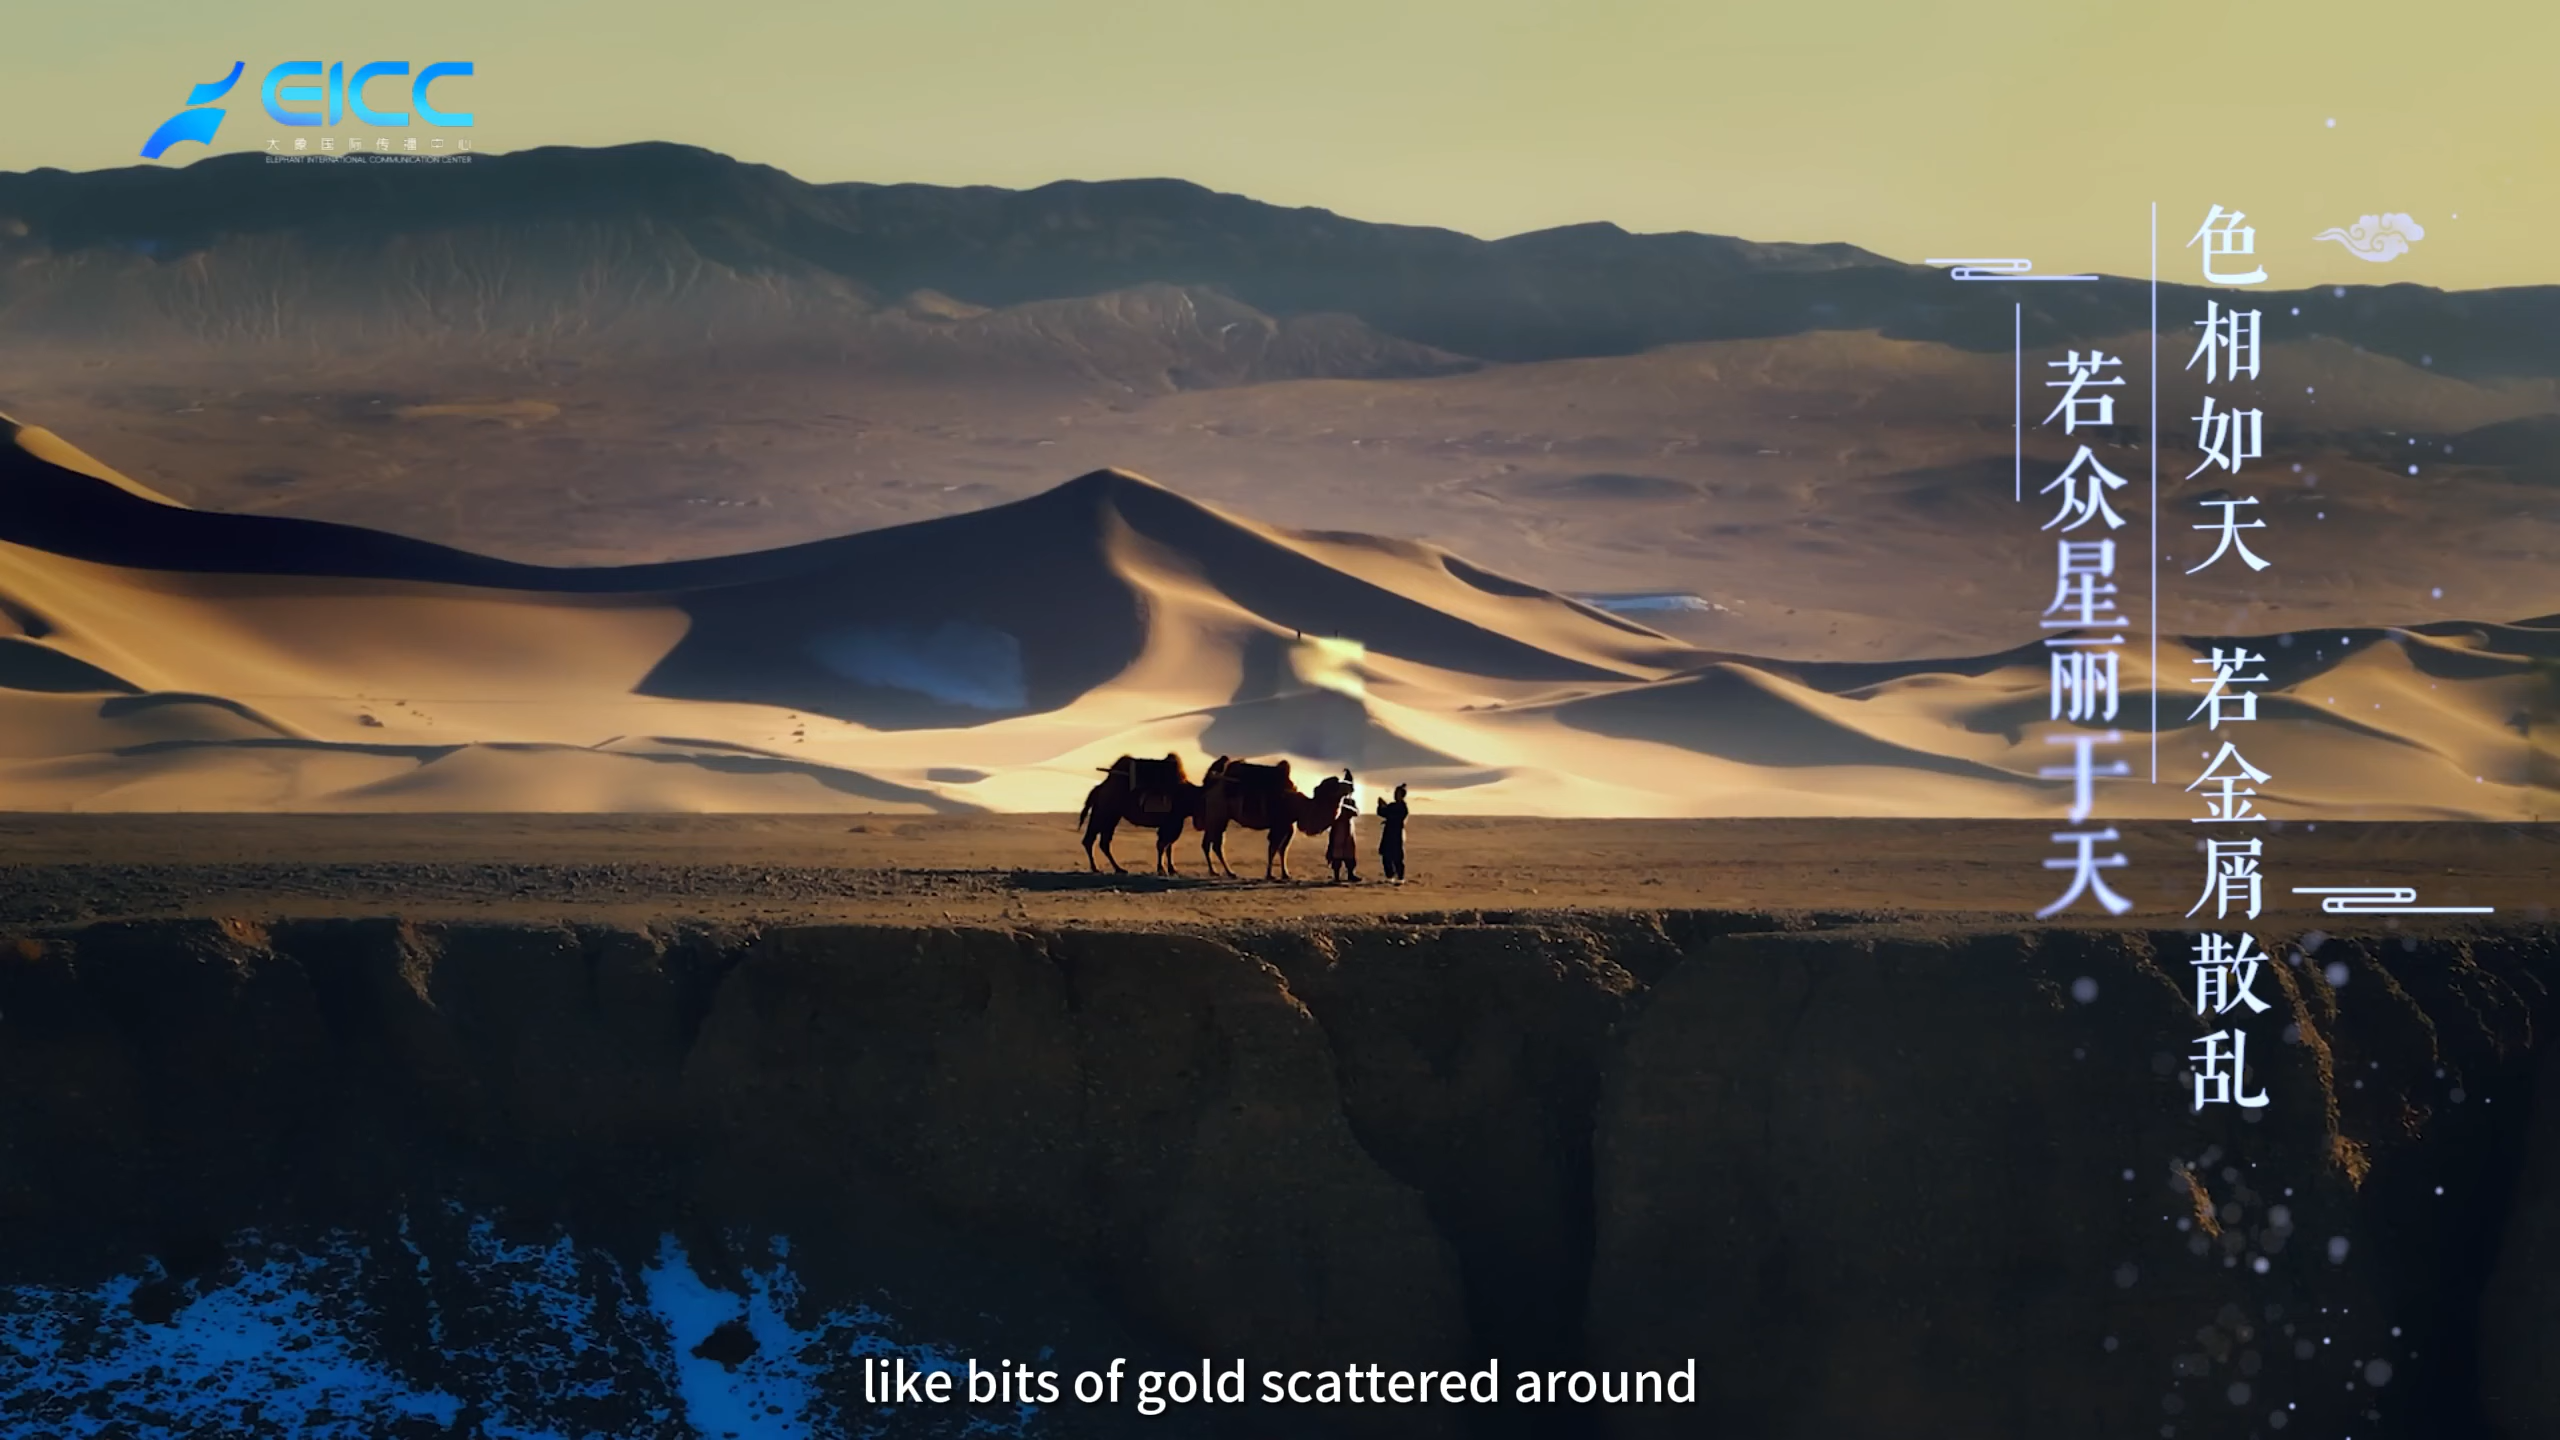 EICC
大象国际传播中心
ELEPHANT INTERNATIONAL COMMUNICATION CENTER
色相如天 若金屑散乱
若众星丽于天
like bits of gold scattered around